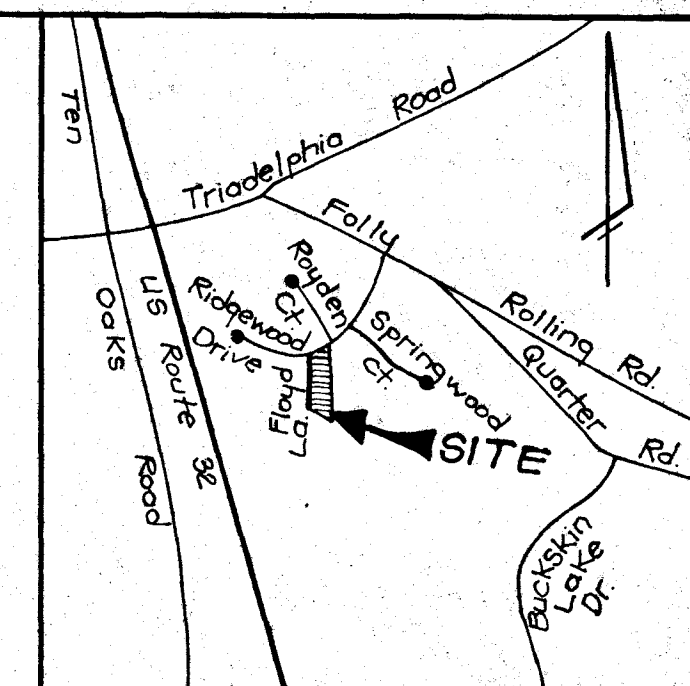 Ten
Oaks
Road
US Route 32
Triadelphia Road
Folly
Quarter
Rd.
Rolling Rd.
Royden
Ct.
Ridgewood
Drive
Springwood
Ct.
Floyd
La.
SITE
Buckskin
Lake
Dr.